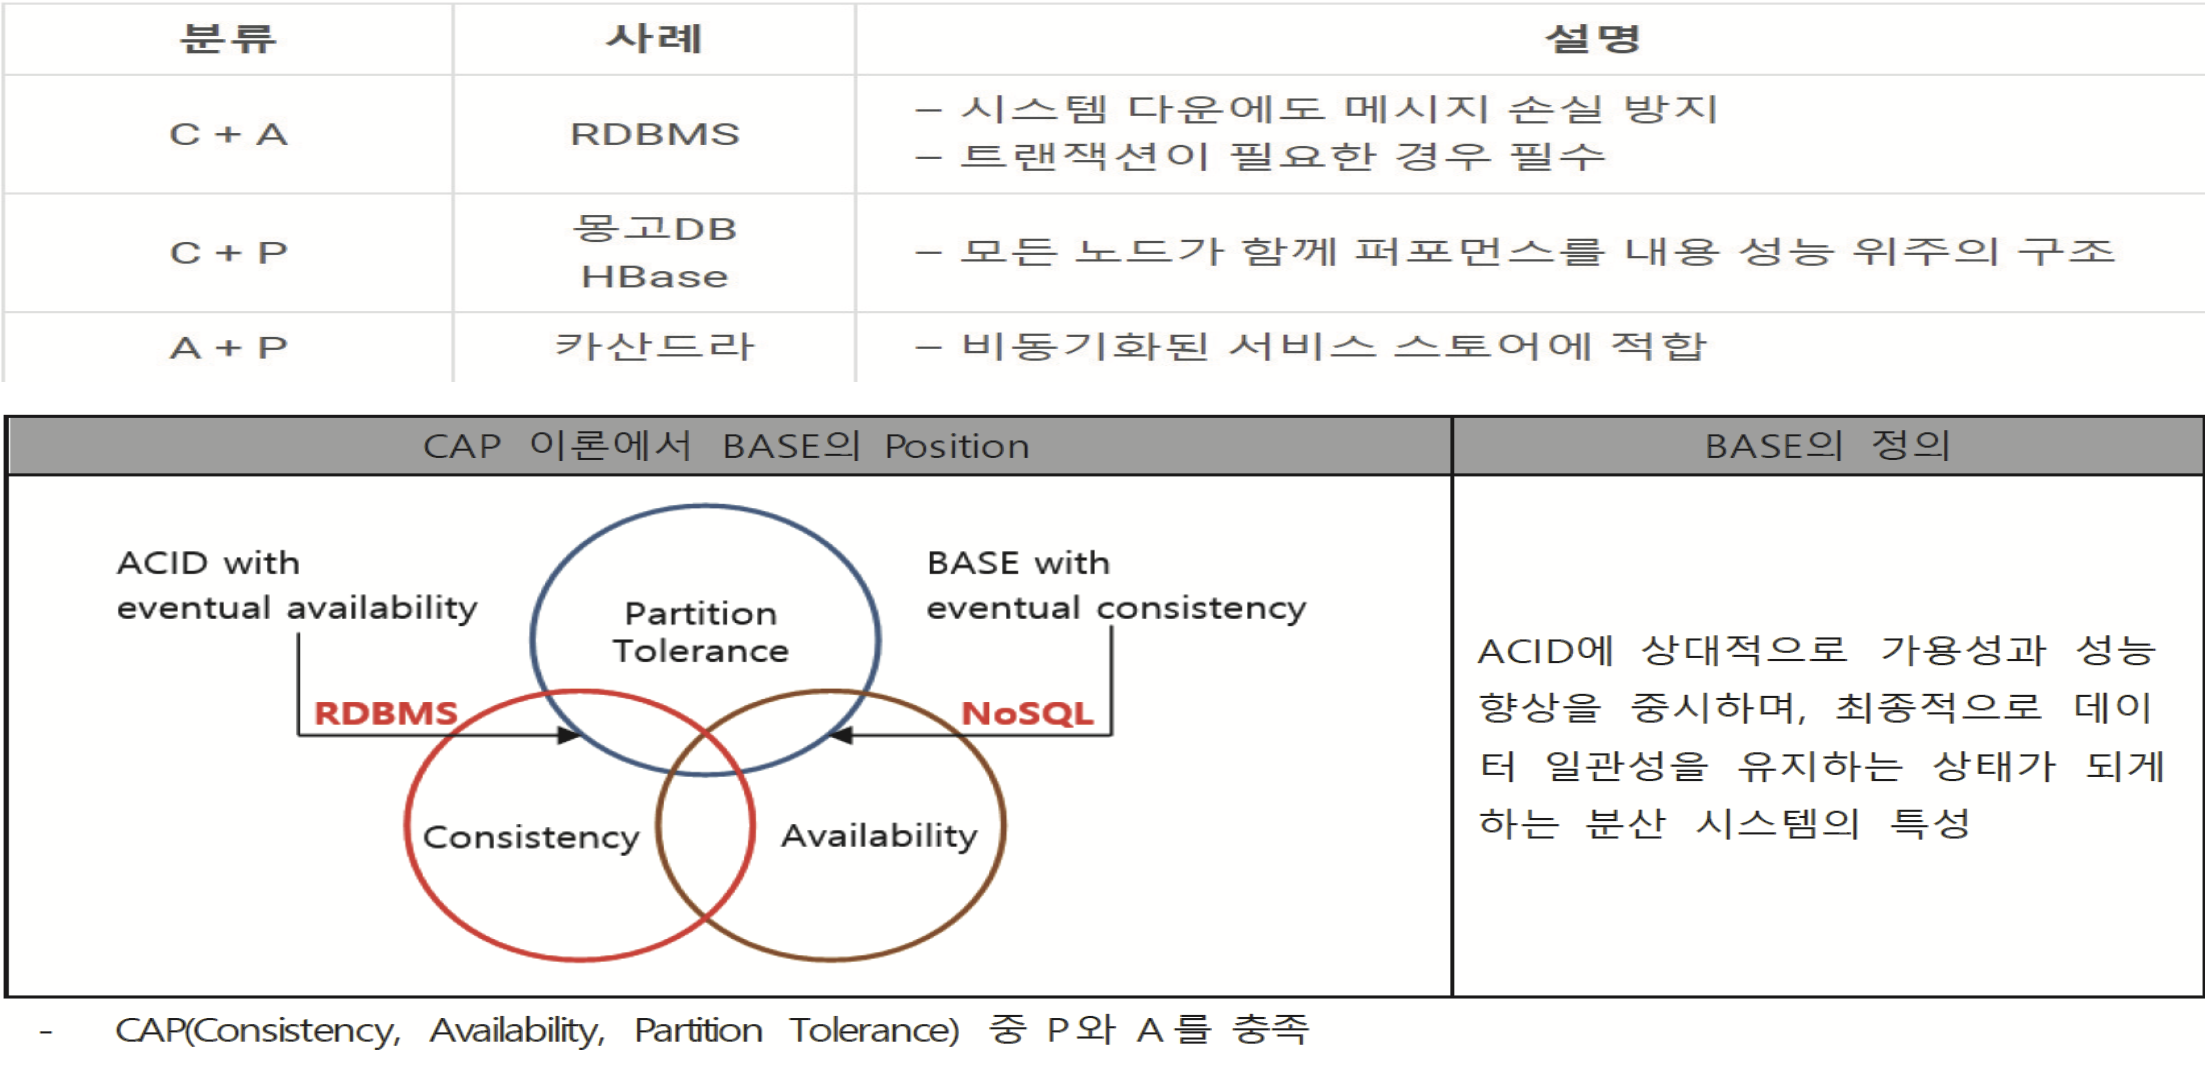 분류 사례 설명
C + A RDBMS – 시스템 다운에도 메시지 손실 방지
– 트랜잭션이 필요한 경우 필수
C + P 몽고DB
HBase – 모든 노드가 함께 퍼포먼스를 내용 성능 위주의 구조
A + P 카산드라 – 비동기화된 서비스 스토어에 적합
CAP 이론에서 BASE의 Position BASE의 정의
ACID with
eventual availability
RDBMS
Partition
Tolerance
BASE with
eventual consistency
NoSQL
Consistency
Availability
ACID에 상대적으로 가용성과 성능
향상을 중시하며, 최종적으로 데이
터 일관성을 유지하는 상태가 되게
하는 분산 시스템의 특성
- CAP(Consistency, Availability, Partition Tolerance) 중 P와 A를 충족